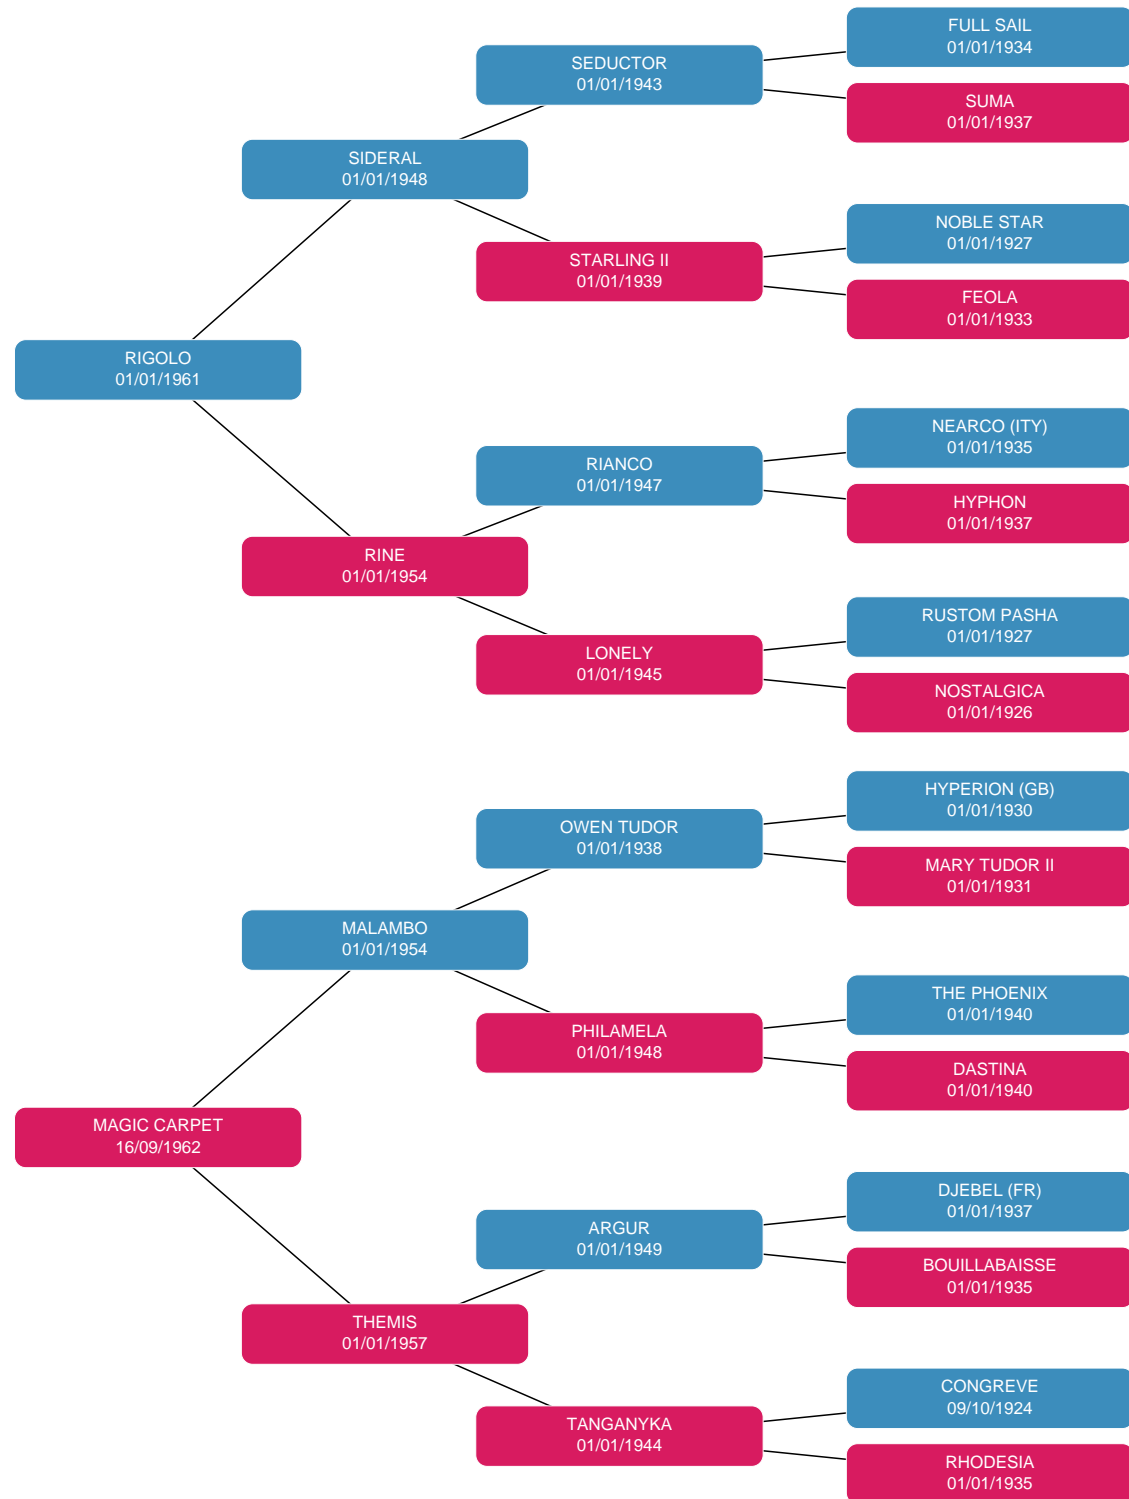 FULL SAIL
01/01/1934
SEDUCTOR
01/01/1943
SUMA
01/01/1937
SIDERAL
01/01/1948
NOBLE STAR
01/01/1927
STARLING II
01/01/1939
FEOLA
01/01/1933
RIGOLO
01/01/1961
NEARCO (ITY)
01/01/1935
RIANCO
01/01/1947
HYPHON
01/01/1937
RINE
01/01/1954
RUSTOM PASHA
01/01/1927
LONELY
01/01/1945
NOSTALGICA
01/01/1926
HYPERION (GB)
01/01/1930
OWEN TUDOR
01/01/1938
MARY TUDOR II
01/01/1931
MALAMBO
01/01/1954
THE PHOENIX
01/01/1940
PHILAMELA
01/01/1948
DASTINA
01/01/1940
MAGIC CARPET
16/09/1962
DJEBEL (FR)
01/01/1937
ARGUR
01/01/1949
BOUILLABAISSE
01/01/1935
THEMIS
01/01/1957
CONGREVE
09/10/1924
TANGANYKA
01/01/1944
RHODESIA
01/01/1935